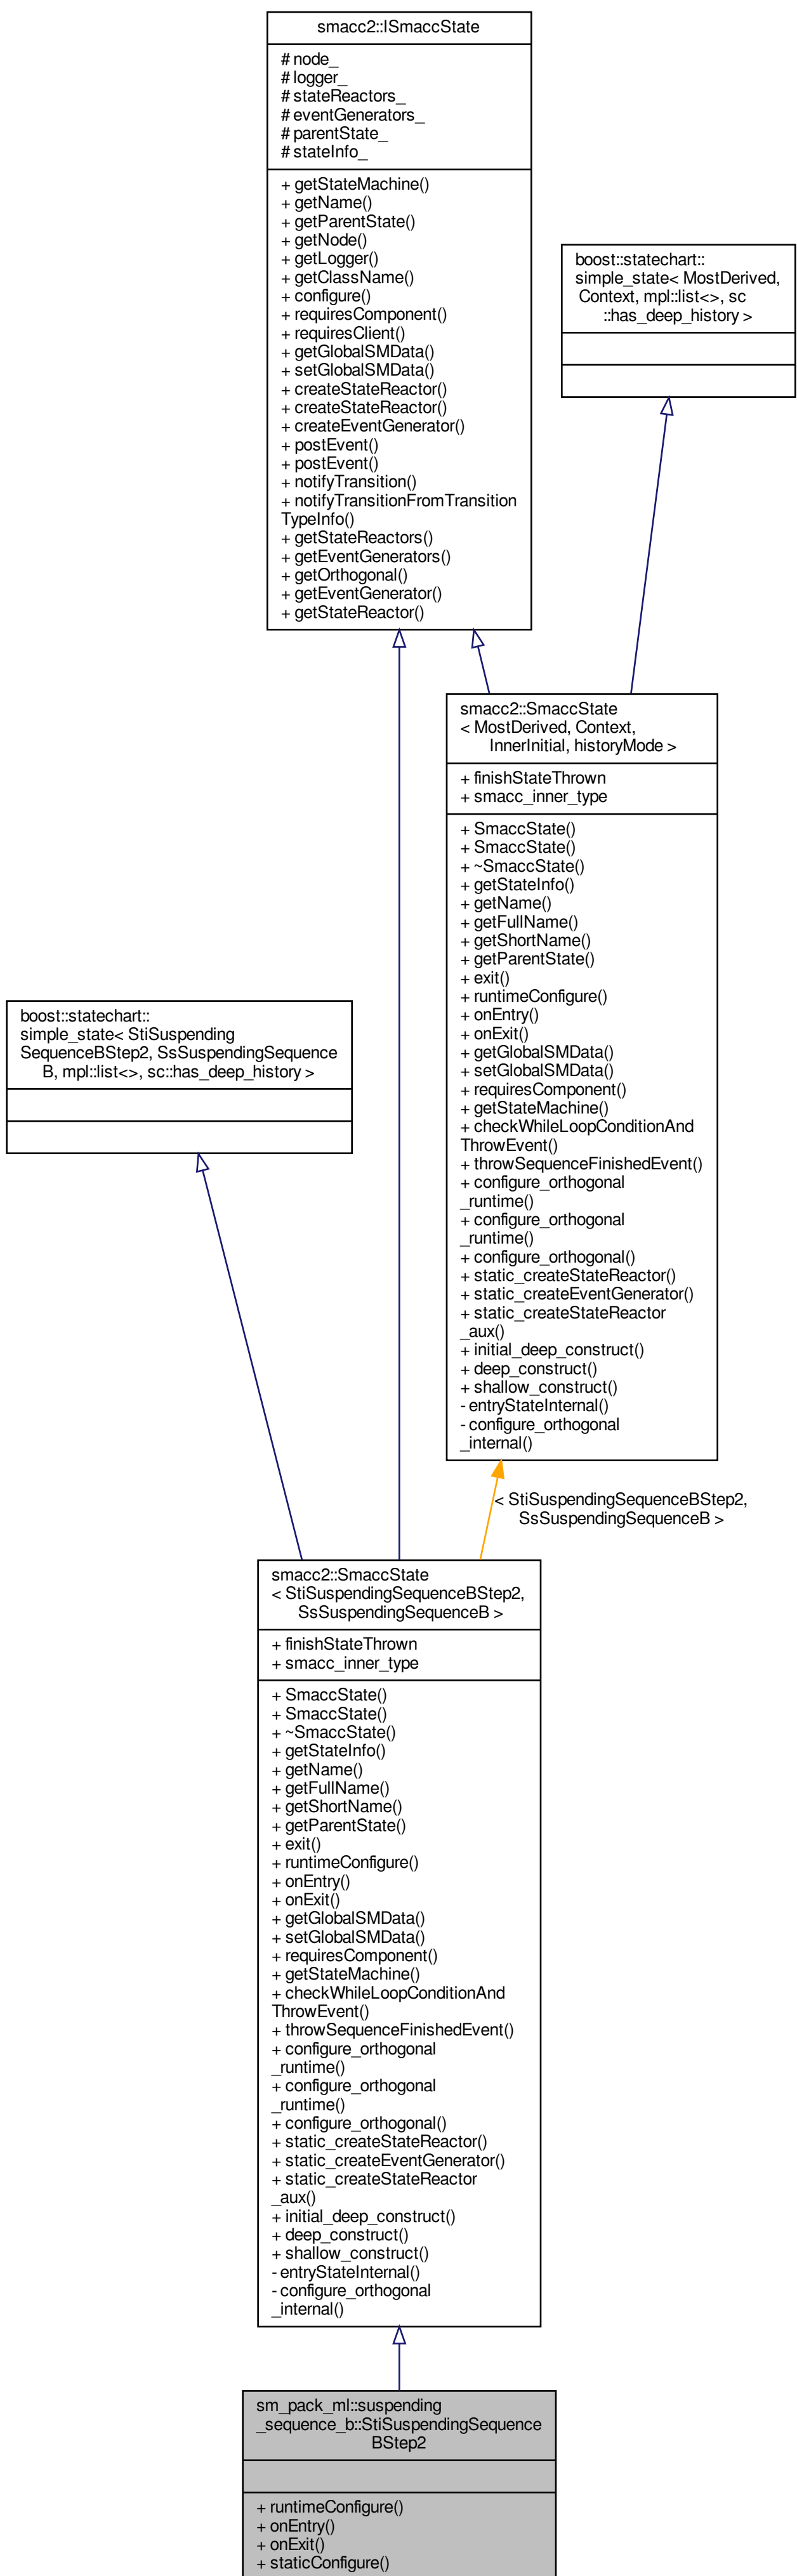 smacc2::ISmaccState
# node_
# logger_
# stateReactors_
# eventGenerators_
# parentState_
# stateInfo_
+ getStateMachine()
+ getName()
+ getParentState()
+ getNode()
+ getLogger()
+ getClassName()
+ configure()
+ requiresComponent()
+ requiresClient()
+ getGlobalSMData()
+ setGlobalSMData()
+ createStateReactor()
+ createStateReactor()
+ createEventGenerator()
+ postEvent()
+ postEvent()
+ notifyTransition()
+ notifyTransitionFromTransition
TypeInfo()
+ getStateReactors()
+ getEventGenerators()
+ getOrthogonal()
+ getEventGenerator()
+ getStateReactor()
boost::statechart::
simple_state< MostDerived,
Context, mpl::list<>, sc
::has_deep_history >
smacc2::SmaccState
< MostDerived, Context,
InnerInitial, historyMode >
+ finishStateThrown
+ smacc_inner_type
+ SmaccState()
+ SmaccState()
+ ~SmaccState()
+ getStateInfo()
+ getName()
+ getFullName()
+ getShortName()
+ getParentState()
+ exit()
+ runtimeConfigure()
+ onEntry()
+ onExit()
+ getGlobalSMData()
+ setGlobalSMData()
+ requiresComponent()
+ getStateMachine()
+ checkWhileLoopConditionAnd
ThrowEvent()
+ throwSequenceFinishedEvent()
+ configure_orthogonal
_runtime()
+ configure_orthogonal
_runtime()
+ configure_orthogonal()
+ static_createStateReactor()
+ static_createEventGenerator()
+ static_createStateReactor
_aux()
+ initial_deep_construct()
+ deep_construct()
+ shallow_construct()
- entryStateInternal()
- configure_orthogonal
_internal()
boost::statechart::
simple_state< StiSuspending
SequenceBStep2, SsSuspendingSequence
B, mpl::list<>, sc::has_deep_history >
< StiSuspendingSequenceBStep2,
SsSuspendingSequenceB >
smacc2::SmaccState
< StiSuspendingSequenceBStep2,
SsSuspendingSequenceB >
+ finishStateThrown
+ smacc_inner_type
+ SmaccState()
+ SmaccState()
+ ~SmaccState()
+ getStateInfo()
+ getName()
+ getFullName()
+ getShortName()
+ getParentState()
+ exit()
+ runtimeConfigure()
+ onEntry()
+ onExit()
+ getGlobalSMData()
+ setGlobalSMData()
+ requiresComponent()
+ getStateMachine()
+ checkWhileLoopConditionAnd
ThrowEvent()
+ throwSequenceFinishedEvent()
+ configure_orthogonal
_runtime()
+ configure_orthogonal
_runtime()
+ configure_orthogonal()
+ static_createStateReactor()
+ static_createEventGenerator()
+ static_createStateReactor
_aux()
+ initial_deep_construct()
+ deep_construct()
+ shallow_construct()
- entryStateInternal()
- configure_orthogonal
_internal()
sm_pack_ml::suspending
_sequence_b::StiSuspendingSequence
BStep2
+ runtimeConfigure()
+ onEntry()
+ onExit()
+ staticConfigure()